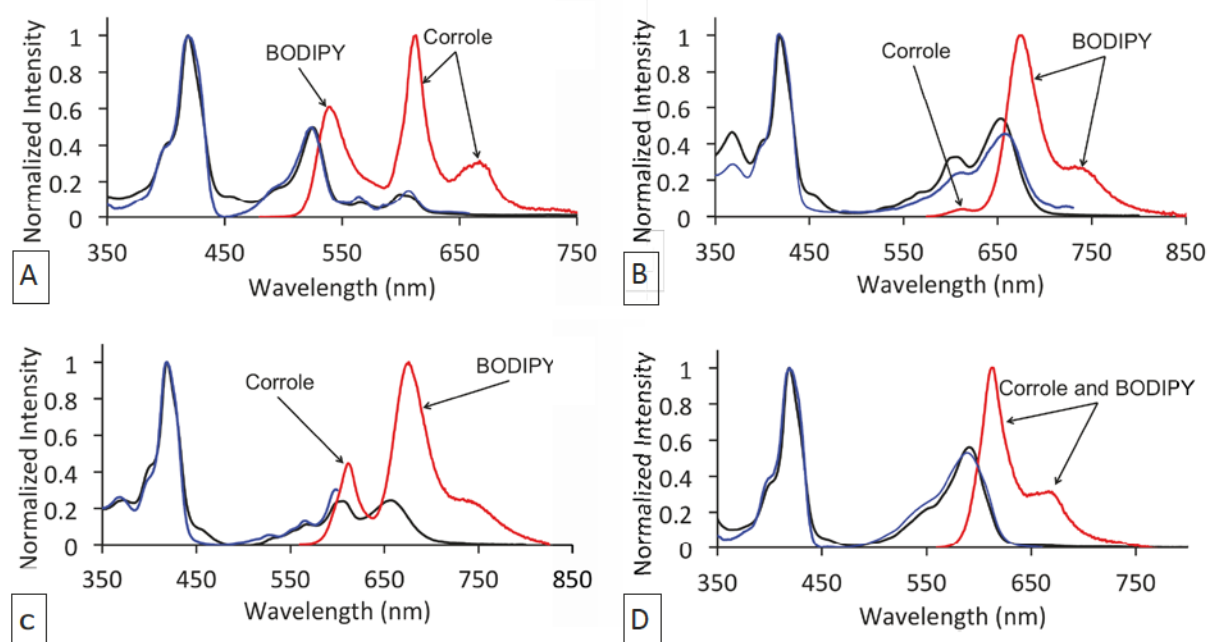 BODIPY
Corrole
Normalized Intensity
1
0.8
0.6
0.4
0.2
0
350 450 550 650 750
Wavelength (nm)
A
Corrole
BODIPY
Normalized Intensity
1
0.8
0.6
0.4
0.2
0
350 450 550 650 750 850
Wavelength (nm)
B
Corrole
BODIPY
Normalized Intensity
1
0.8
0.6
0.4
0.2
0
350 450 550 650 750 850
Wavelength (nm)
C
Corrole and BODIPY
Normalized Intensity
1
0.8
0.6
0.4
0.2
0
350 450 550 650 750
Wavelength (nm)
D